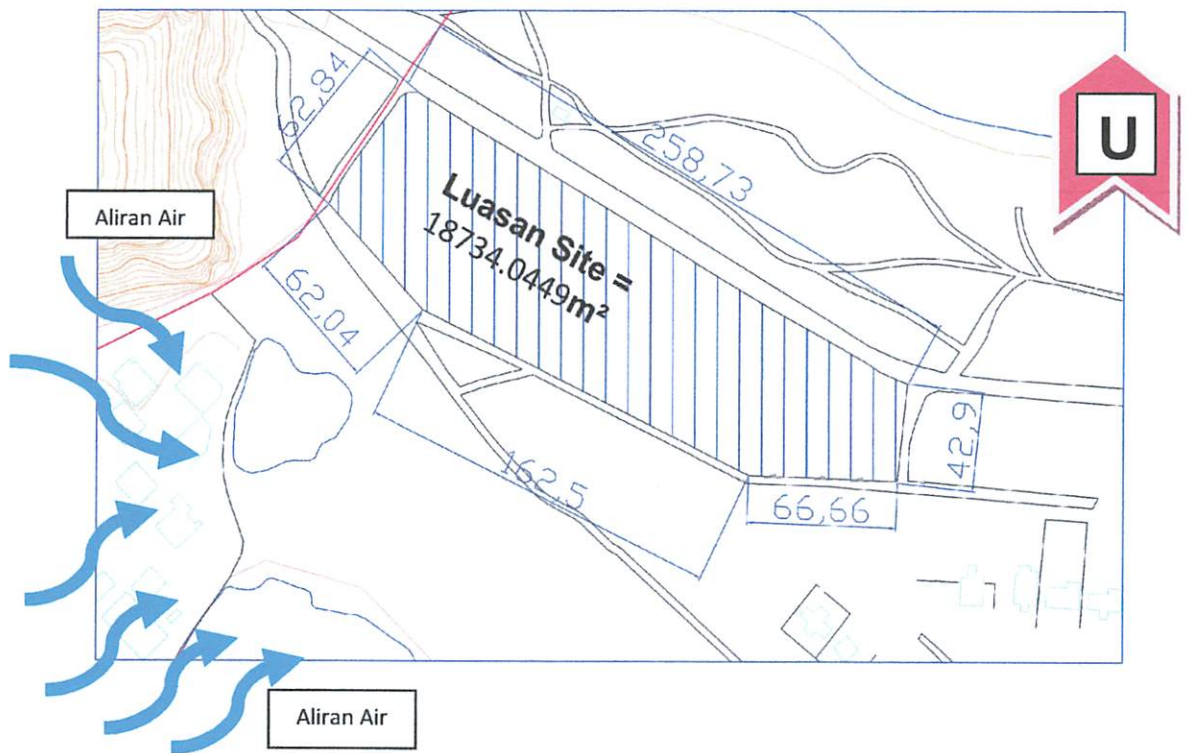 62,84
258,73
U
Aliran Air
Luasan Site =
18734.0449m²
62,04
42,9
162,5
66,66
Aliran Air